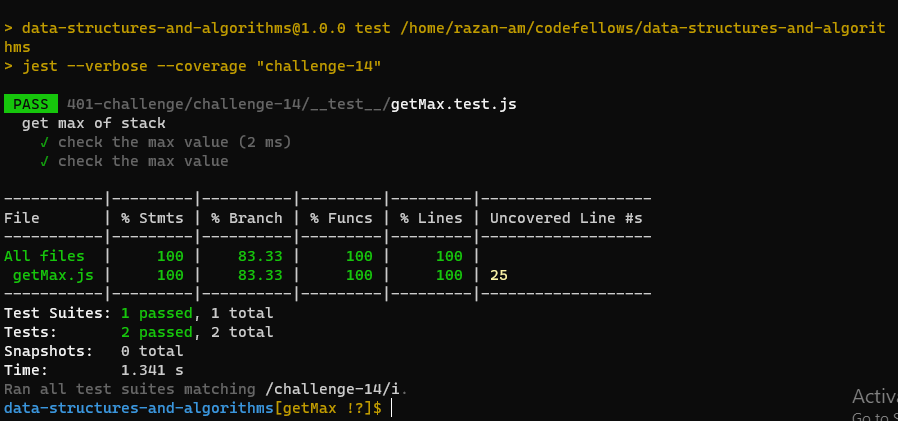 > data-structures-and-algorithms@1.0.0 test /home/razan-am/codefellows/data-structures-and-algorit
hms
> jest --verbose --coverage "challenge-14"
PASS 401-challenge/challenge-14/__test__/getMax.test.js
get max of stack
√ check the max value (2 ms)
√ check the max value
-----------|---------|----------|---------|---------|-------------------
File       | % Stmts | % Branch | % Funcs | % Lines | Uncovered Line #s
-----------|---------|----------|---------|---------|-------------------
All files  |     100 |    83.33 |     100 |     100 |
 getMax.js |     100 |    83.33 |     100 |     100 | 25
-----------|---------|----------|---------|---------|-------------------
Test Suites: 1 passed, 1 total
Tests:       2 passed, 2 total
Snapshots:   0 total
Time:        1.341 s
Ran all test suites matching /challenge-14/i.
data-structures-and-algorithms[getMax !?]$
Activa
Go to S